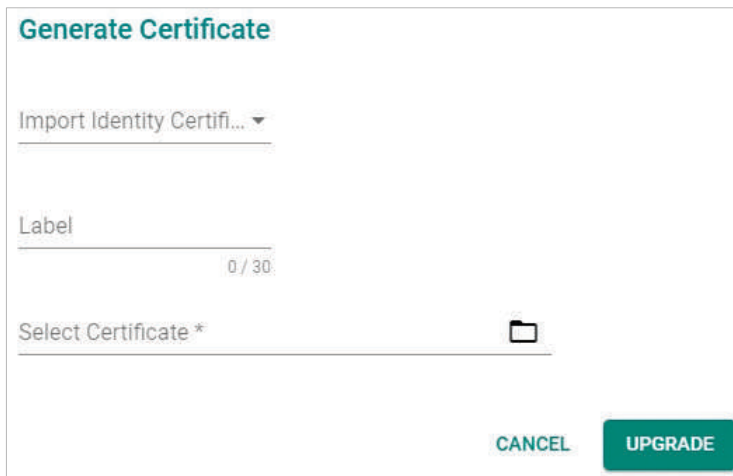 Generate Certificate
Import Identity Certifi...
Label
0 / 30
Select Certificate *
CANCEL UPGRADE